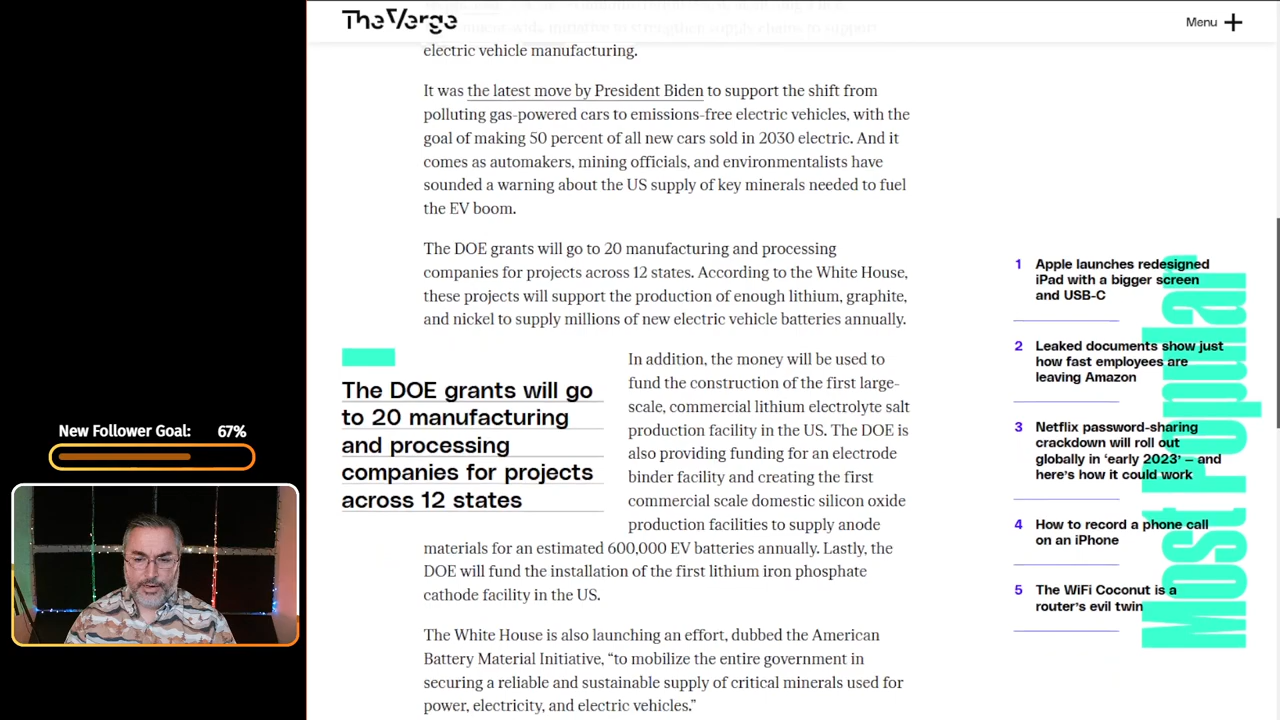 The Verge
Menu
electric vehicle manufacturing.
It was the latest move by President Biden to support the shift from
polluting gas-powered cars to emissions-free electric vehicles, with the
goal of making 50 percent of all new cars sold in 2030 electric. And it
comes as automakers, mining officials, and environmentalists have
sounded a warning about the US supply of key minerals needed to fuel
the EV boom.
The DOE grants will go to 20 manufacturing and processing
companies for projects across 12 states. According to the White House,
these projects will support the production of enough lithium, graphite,
and nickel to supply millions of new electric vehicle batteries annually.
The DOE grants will go
to 20 manufacturing
and processing
companies for projects
across 12 states
In addition, the money will be used to
fund the construction of the first large-
scale, commercial lithium electrolyte salt
production facility in the US. The DOE is
also providing funding for an electrode
binder facility and creating the first
commercial scale domestic silicon oxide
production facilities to supply anode
materials for an estimated 600,000 EV batteries annually. Lastly, the
DOE will fund the installation of the first lithium iron phosphate
cathode facility in the US.
The White House is also launching an effort, dubbed the American
Battery Material Initiative, “to mobilize the entire government in
securing a reliable and sustainable supply of critical minerals used for
power, electricity, and electric vehicles.”
Most Popular
1 Apple launches redesigned
iPad with a bigger screen
and USB-C
2 Leaked documents show just
how fast employees are
leaving Amazon
3 Netflix password-sharing
crackdown will roll out
globally in ‘early 2023’ — and
here’s how it could work
4 How to record a phone call
on an iPhone
5 The WiFi Coconut is a
router’s evil twin
New Follower Goal: 67%